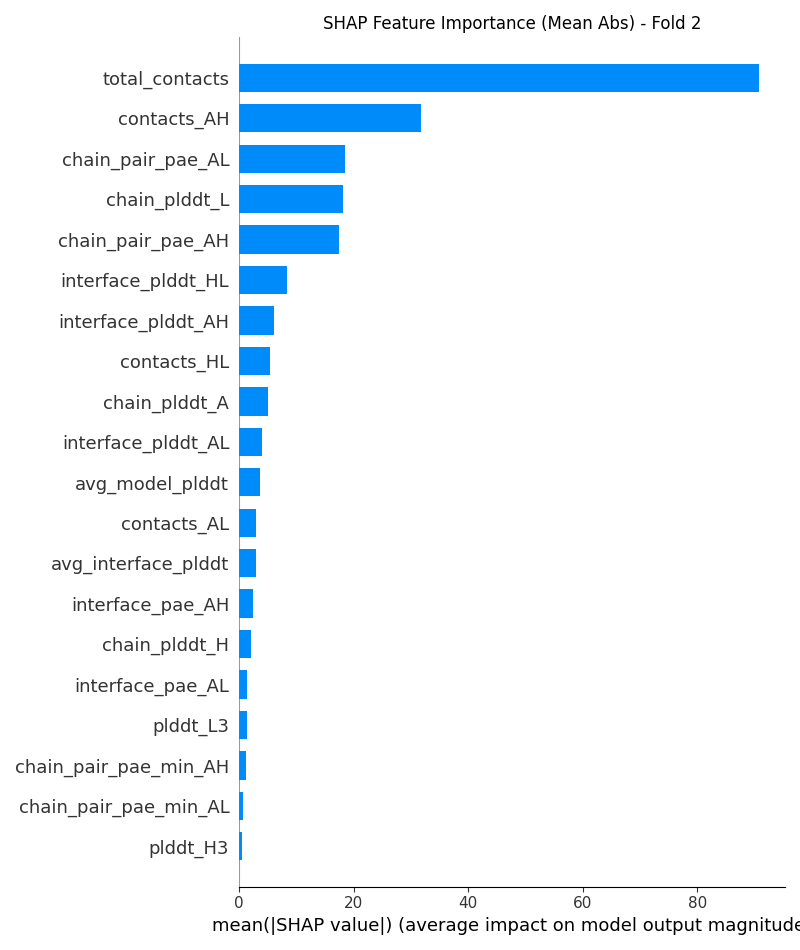 SHAP Feature Importance (Mean Abs) - Fold 2
total_contacts
contacts_AH
chain_pair_pae_AL
chain_plddt_L
chain_pair_pae_AH
interface_plddt_HL
interface_plddt_AH
contacts_HL
chain_plddt_A
interface_plddt_AL
avg_model_plddt
contacts_AL
avg_interface_plddt
interface_pae_AH
chain_plddt_H
interface_pae_AL
plddt_L3
chain_pair_pae_min_AH
chain_pair_pae_min_AL
plddt_H3
0 20 40 60 80
mean(|SHAP value|) (average impact on model output magnitude